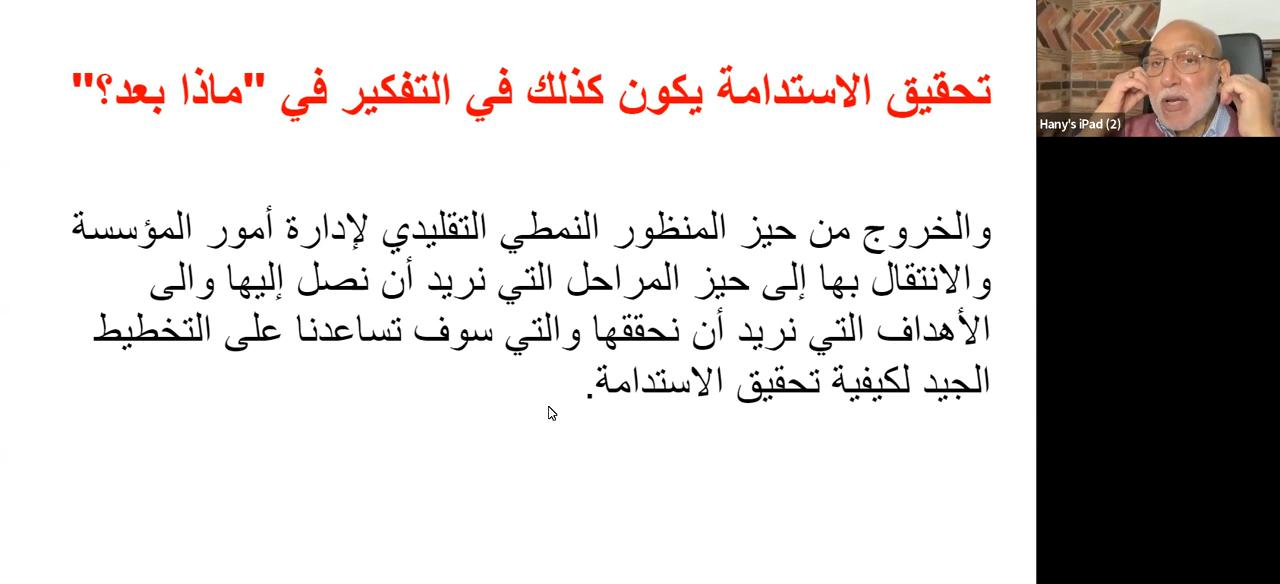 تحقيق الاستدامة يكون كذلك في التفكير في "ماذا بعد؟"
والخروج من حيز المنظور النمطي التقليدي لإدارة أمور المؤسسة
والانتقال بها إلى حيز المراحل التي نريد أن نصل إليها والى
الأهداف التي نريد أن نحققها والتي سوف تساعدنا على التخطيط
الجيد لكيفية تحقيق الاستدامة.
Hany's iPad (2)